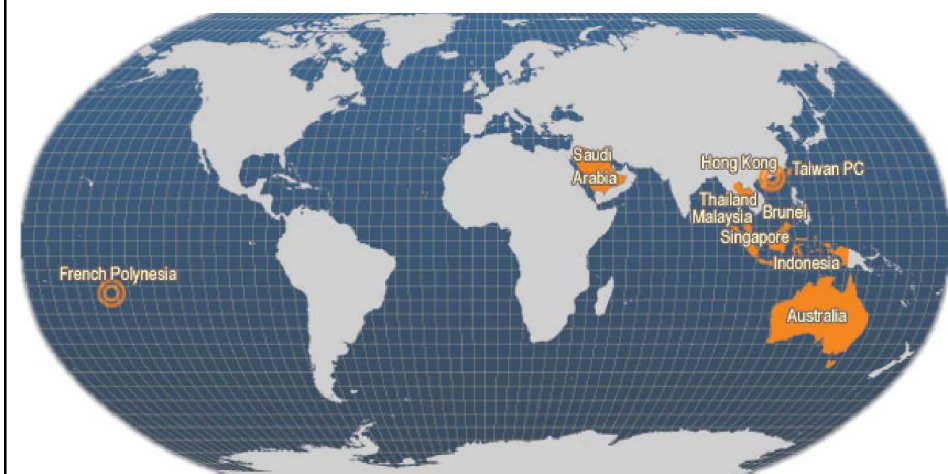 Saudi
Arabia
Hong Kong
Taiwan PC
Thailand
Malaysia
Brunei
Singapore
Indonesia
French Polynesia
Australia